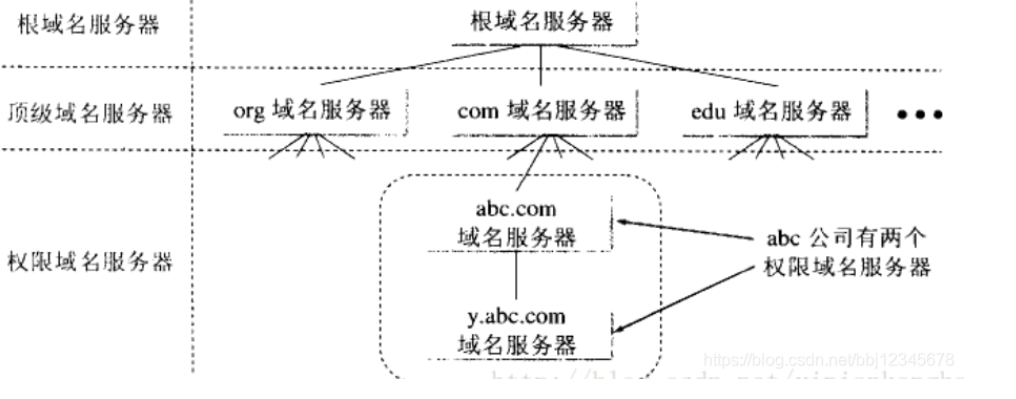 根域名服务器
根域名服务器
顶级域名服务器
org 域名服务器
com 域名服务器
edu 域名服务器
权限域名服务器
abc.com
域名服务器
abc 公司有两个
权限域名服务器
y.abc.com
域名服务器
https://blog.csdn.net/bbj12345678